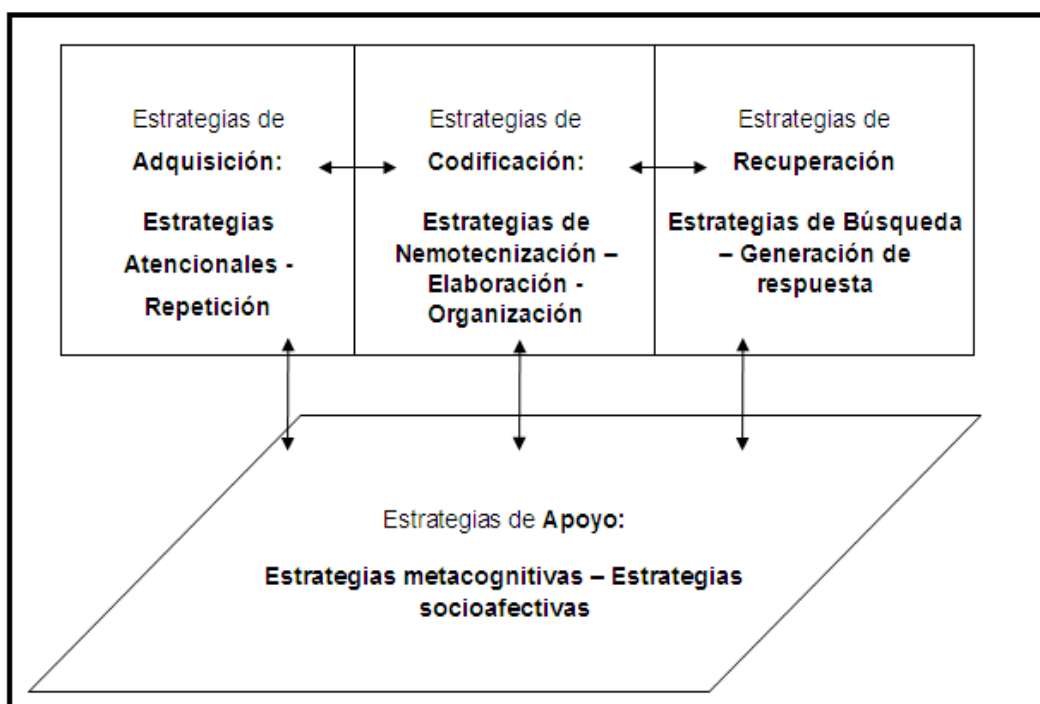 Estrategias de
Adquisición:
Estrategias
Atencionales -
Repetición
Estrategias de
Codificación:
Estrategias de
Nemotecnización –
Elaboración -
Organización
Estrategias de
Recuperación
Estrategias de Búsqueda
– Generación de
respuesta
Estrategias de Apoyo:
Estrategias metacognitivas – Estrategias
socioafectivas